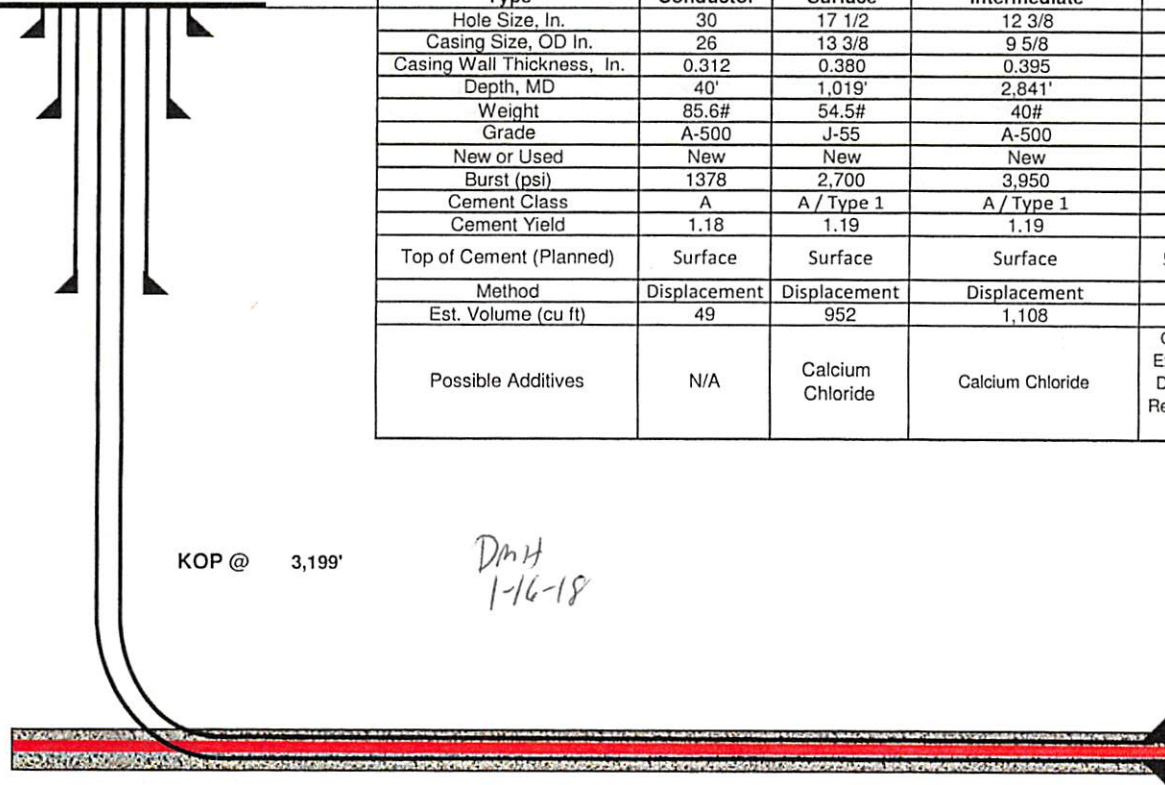 Type Conductor Surface Intermediate
Hole Size, In. 30 17 1/2 12 3/8
Casing Size, OD In. 26 13 3/8 9 5/8
Casing Wall Thickness, In. 0.312 0.380 0.395
Depth, MD 40' 1,019' 2,841'
Weight 85.6# 54.5# 40#
Grade A-500 J-55 A-500
New or Used New New New
Burst (psi) 1378 2,700 3,950
Cement Class A A / Type 1 A / Type 1
Cement Yield 1.18 1.19 1.19
Top of Cement (Planned) Surface Surface Surface
Method Displacement Displacement Displacement
Est. Volume (cu ft) 49 952 1,108
Possible Additives N/A Calcium Chloride Calcium Chloride
KOP @ 3,199'
DMH
1-16-18